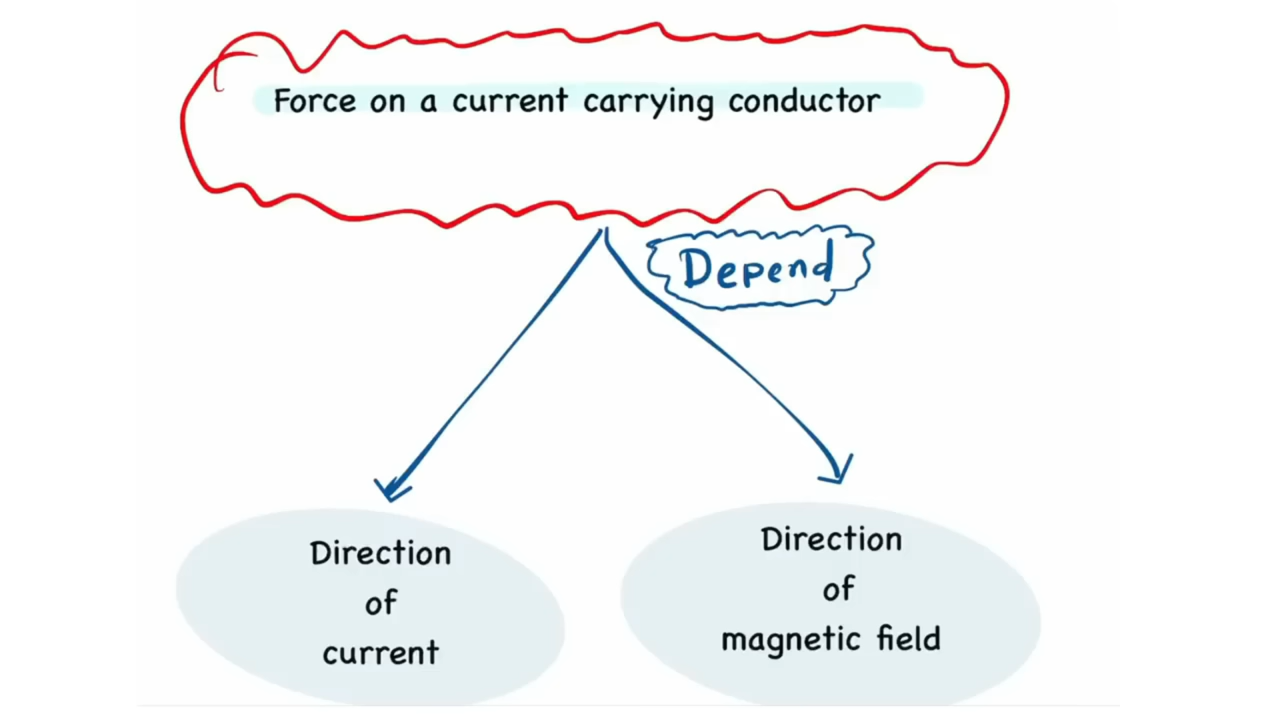 Force on a current carrying conductor
Depend
Direction
of
current
Direction
of
magnetic field